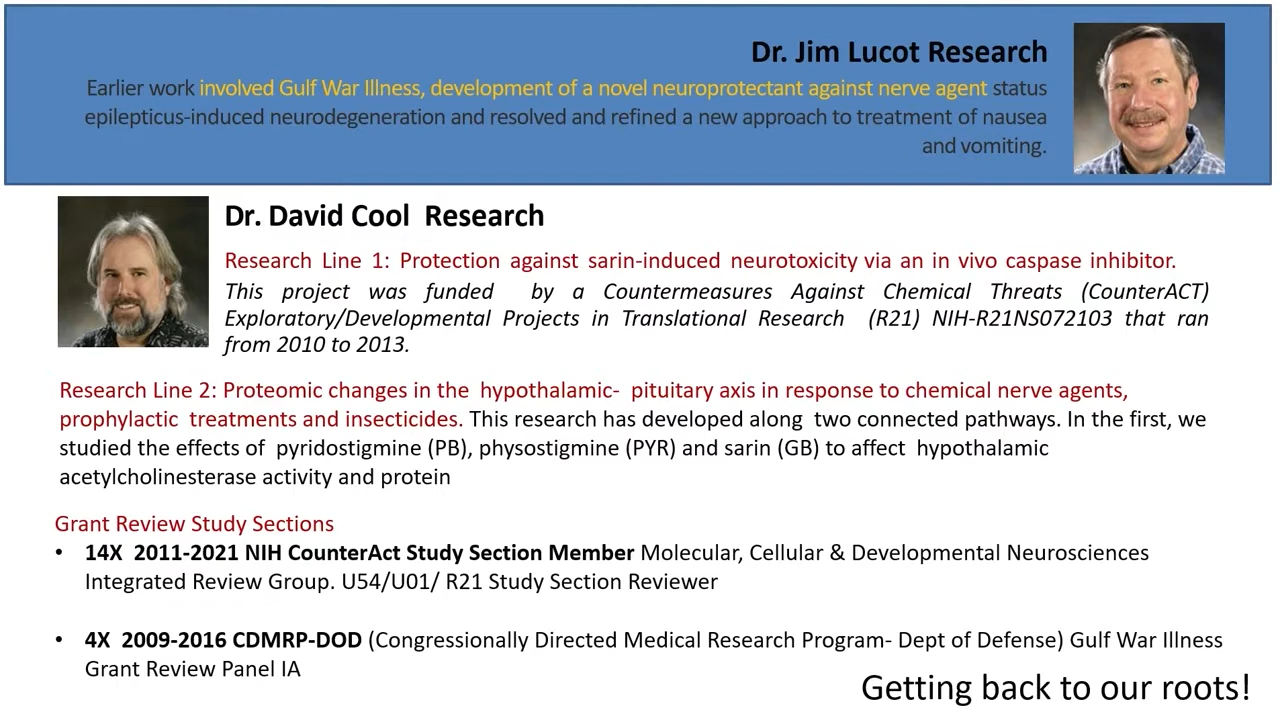 Dr. Jim Lucot Research
Earlier work involved Gulf War Illness, development of a novel neuroprotectant against nerve agent status
epilepticus-induced neurodegeneration and resolved and refined a new approach to treatment of nausea
and vomiting.
Dr. David Cool Research
Research Line 1: Protection against sarin-induced neurotoxicity via an in vivo caspase inhibitor.
This project was funded by a Countermeasures Against Chemical Threats (CounterACT)
Exploratory/Developmental Projects in Translational Research (R21) NIH-R21NS072103 that ran
from 2010 to 2013.
Research Line 2: Proteomic changes in the hypothalamic- pituitary axis in response to chemical nerve agents,
prophylactic treatments and insecticides. This research has developed along two connected pathways. In the first, we
studied the effects of pyridostigmine (PB), physostigmine (PYR) and sarin (GB) to affect hypothalamic
acetylcholinesterase activity and protein
Grant Review Study Sections
• 14X 2011-2021 NIH CounterAct Study Section Member Molecular, Cellular & Developmental Neurosciences
Integrated Review Group. U54/U01/ R21 Study Section Reviewer
• 4X 2009-2016 CDMRP-DOD (Congressionally Directed Medical Research Program- Dept of Defense) Gulf War Illness
Grant Review Panel IA
Getting back to our roots!